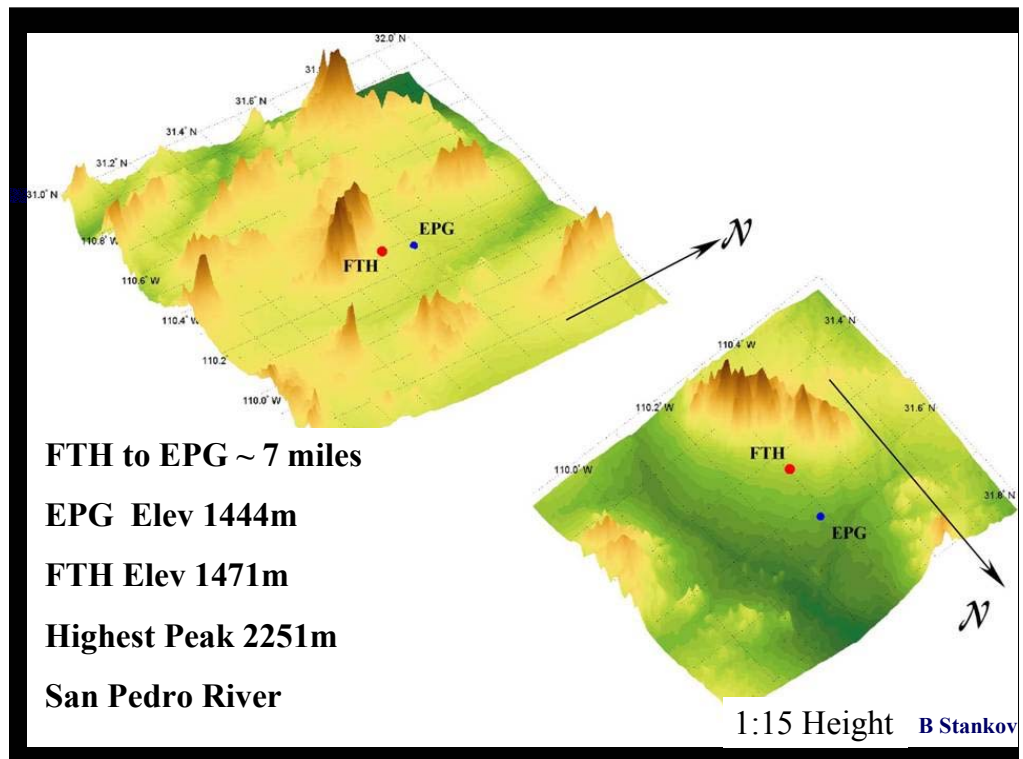 32.0° N
31.6° N
31.4° N
31.2° N
31.0° N
110.8° W
110.6° W
110.4° W
110.2°
110.0° W
EPG
FTH
N
31.4° N
110.4° W
31.6° N
110.2° W
110.0° W
31.8° N
FTH
EPG
N
FTH to EPG ~ 7 miles
EPG Elev 1444m
FTH Elev 1471m
Highest Peak 2251m
San Pedro River
1:15 Height
B Stankov